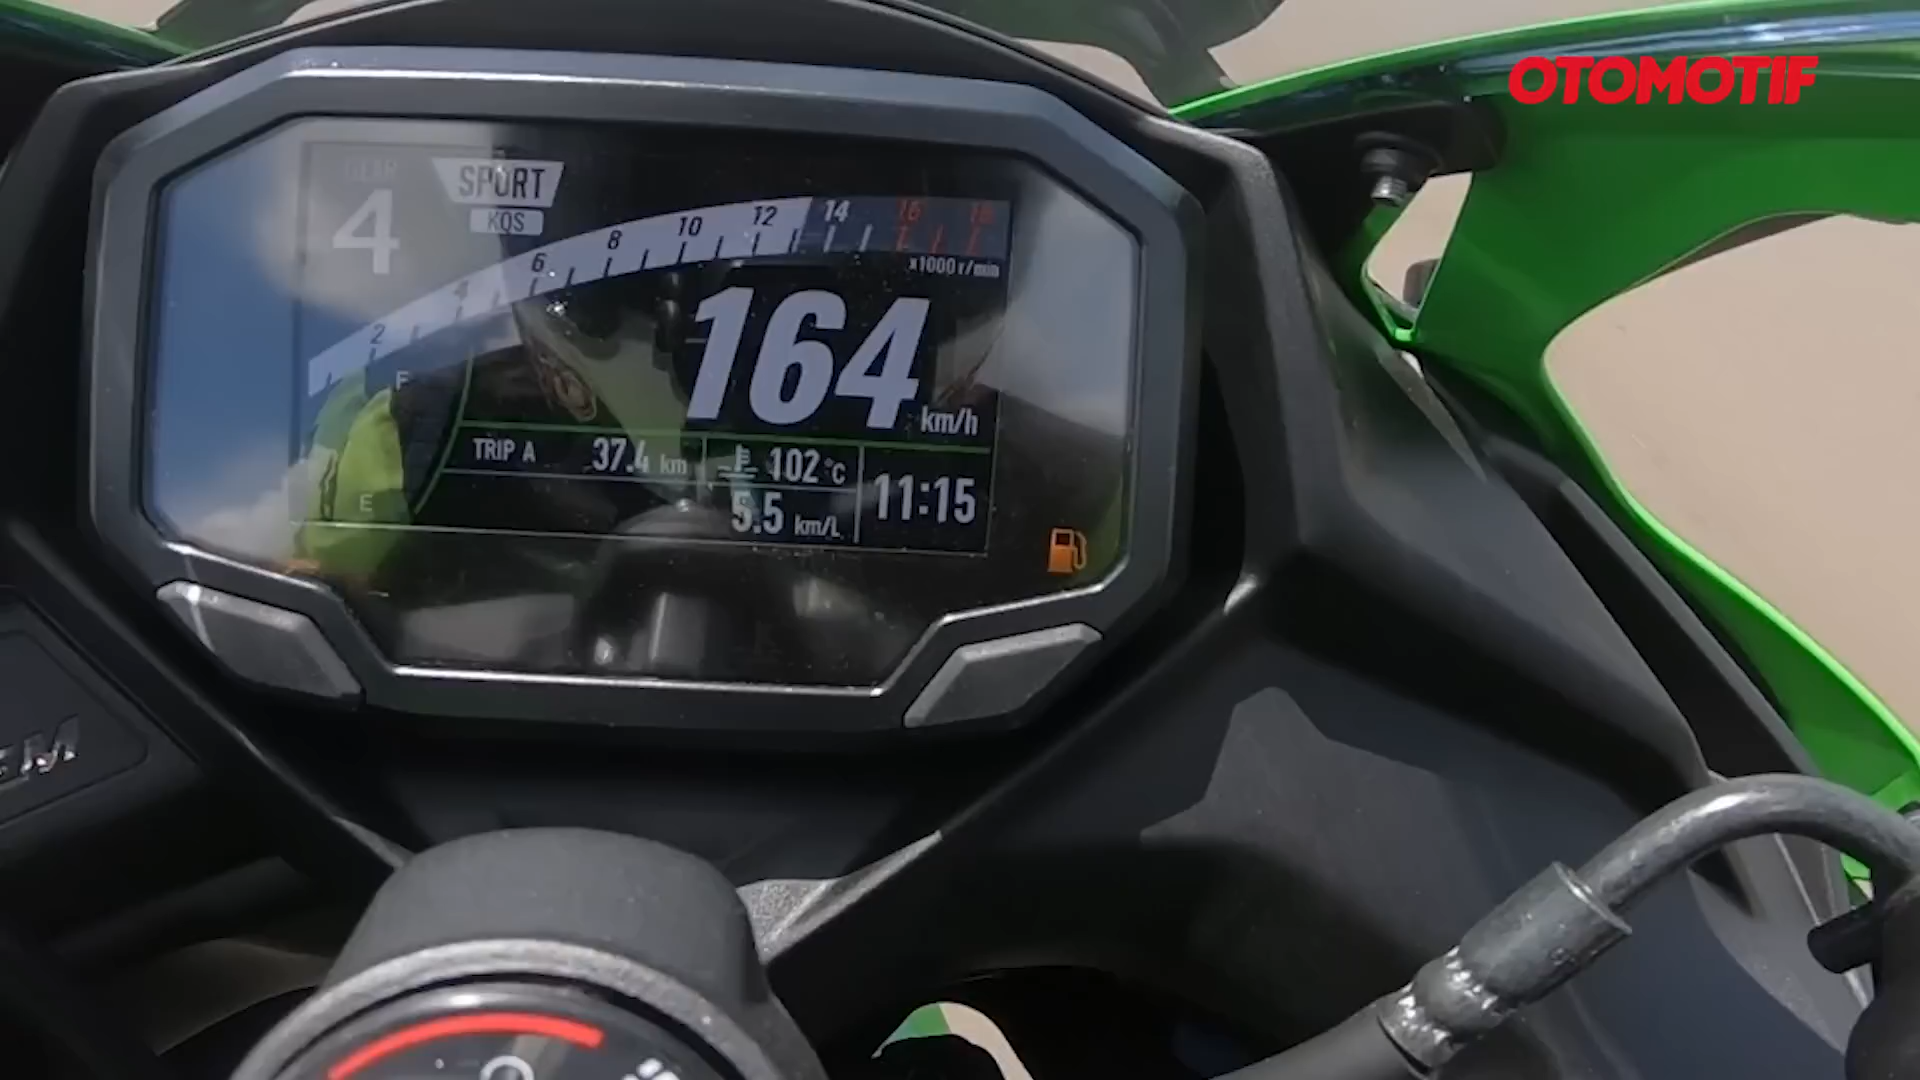 OTOMOTIF
GEAR
4
SPORT
KQS
2 4 6 8 10 12 14 16 18
x1000 r/min
164 km/h
F
E
TRIP A 37.4 km
102 °C
5.5 km/L
11:15